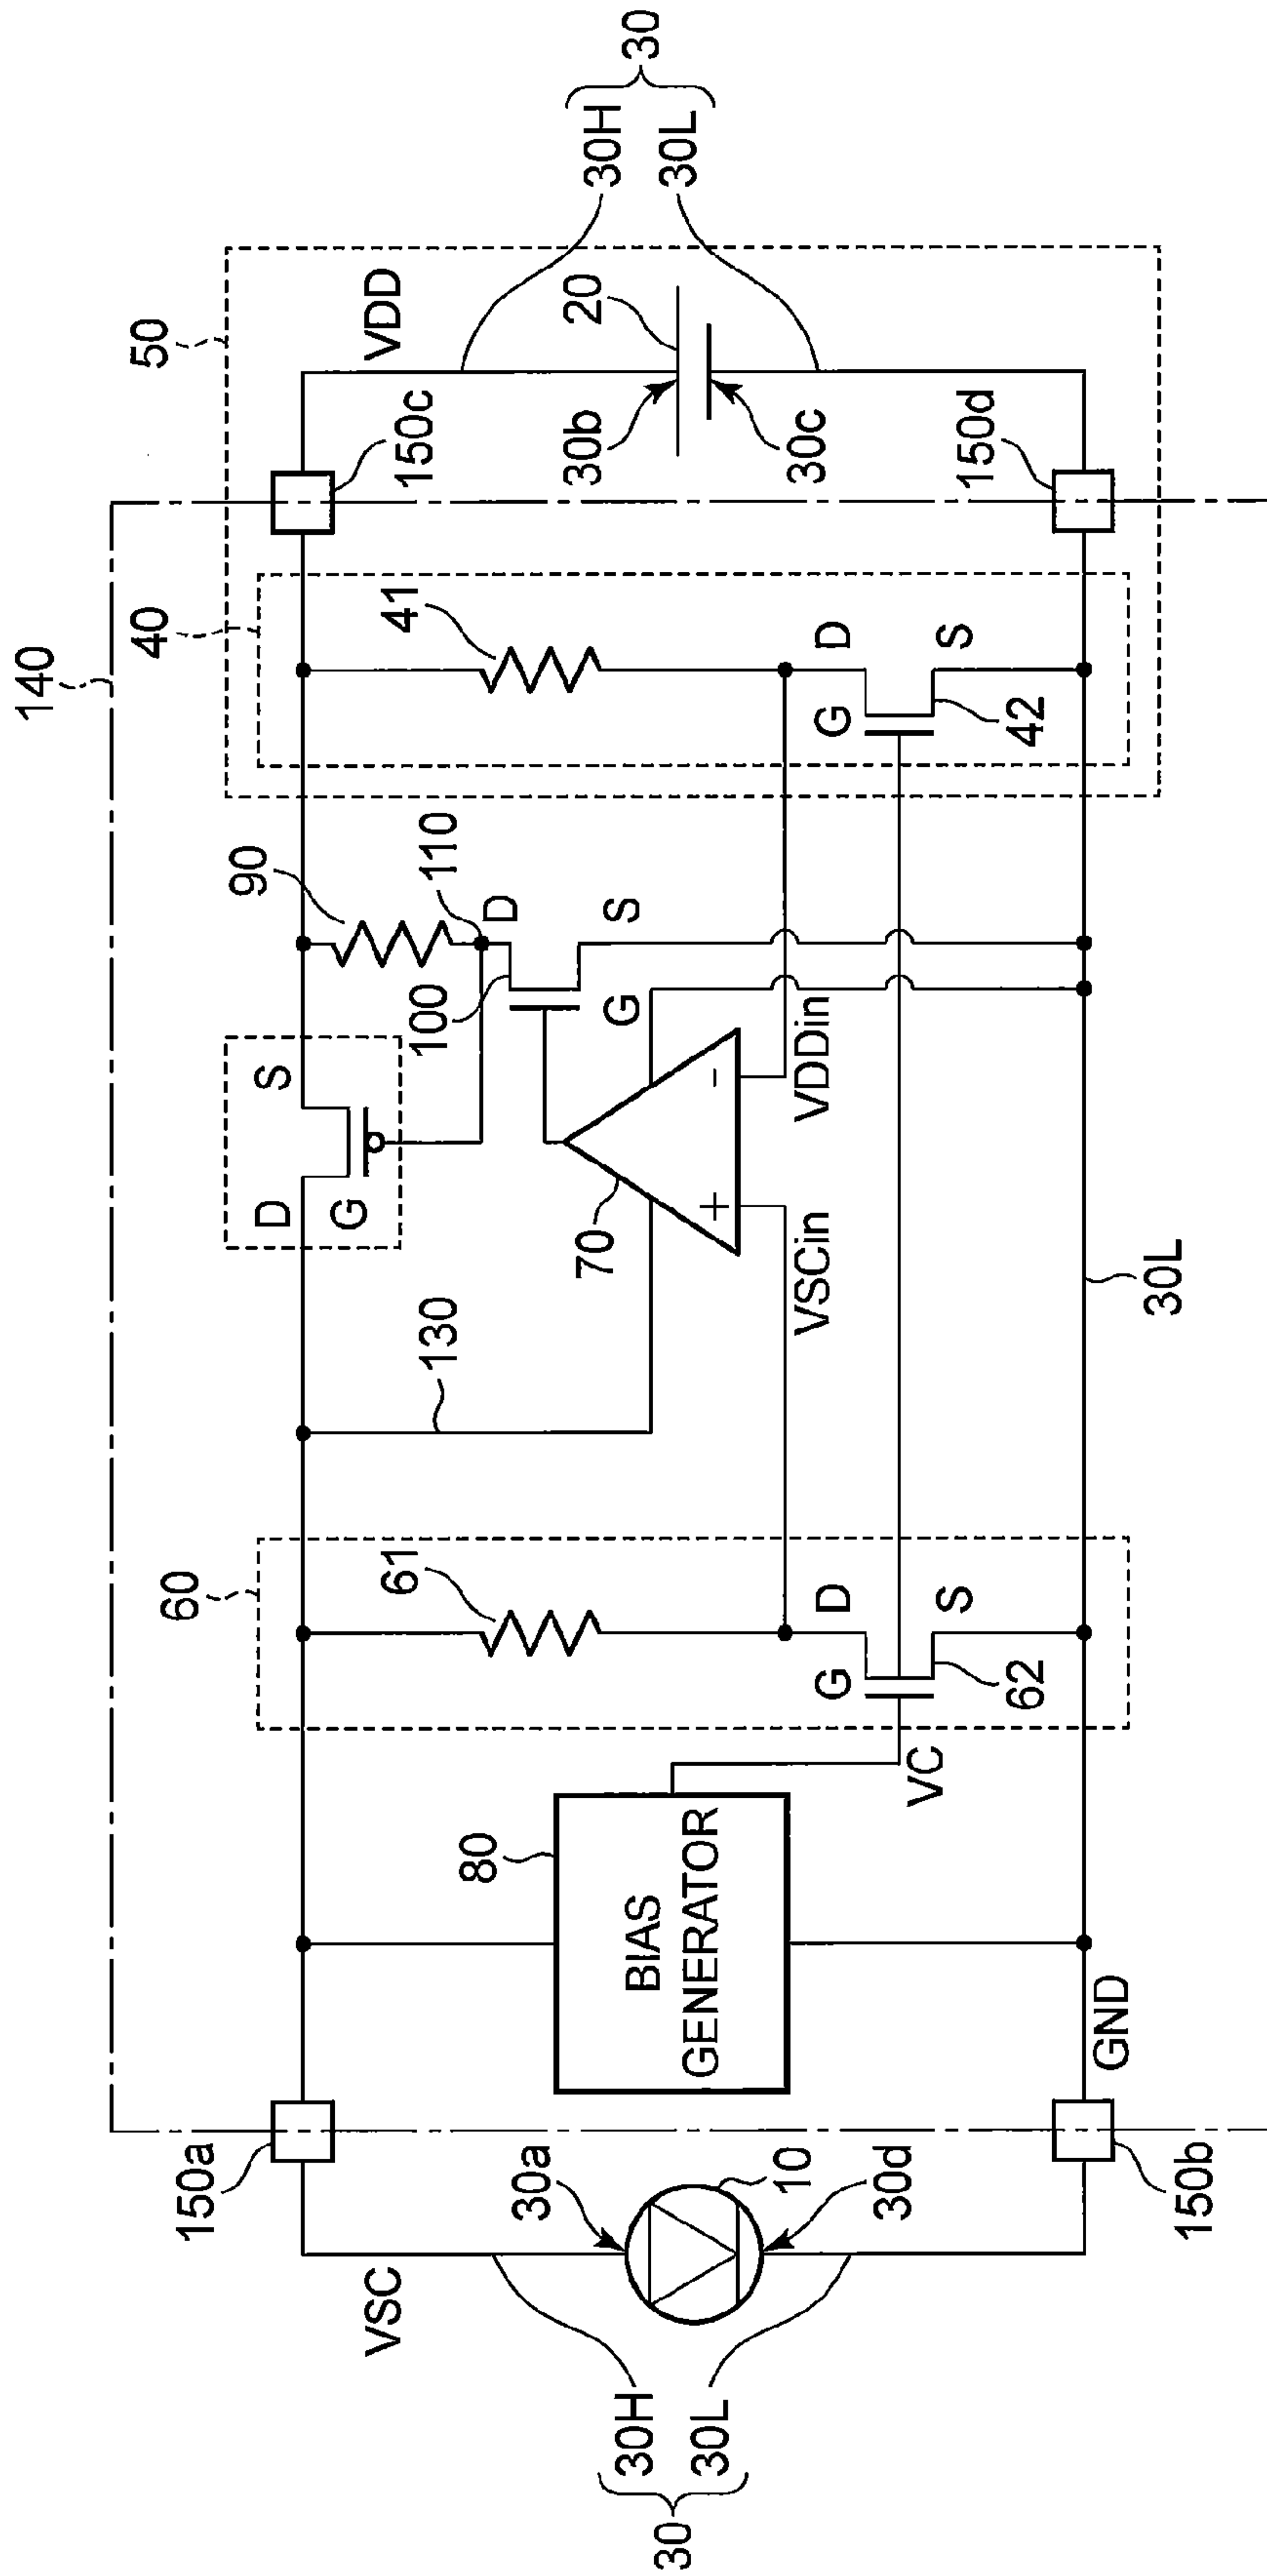 140
50
40
60
150a
150c
VSC
VDD
30H
30L
30
30a
10
30d
150b
GND
80
BIAS
GENERATOR
VC
61
G
D
S
62
130
D
G
S
90
110
100
D
G
S
70
+
-
VSCin
VDDin
30L
41
G
D
S
42
30b
30c
20
150d
30H
30L
30